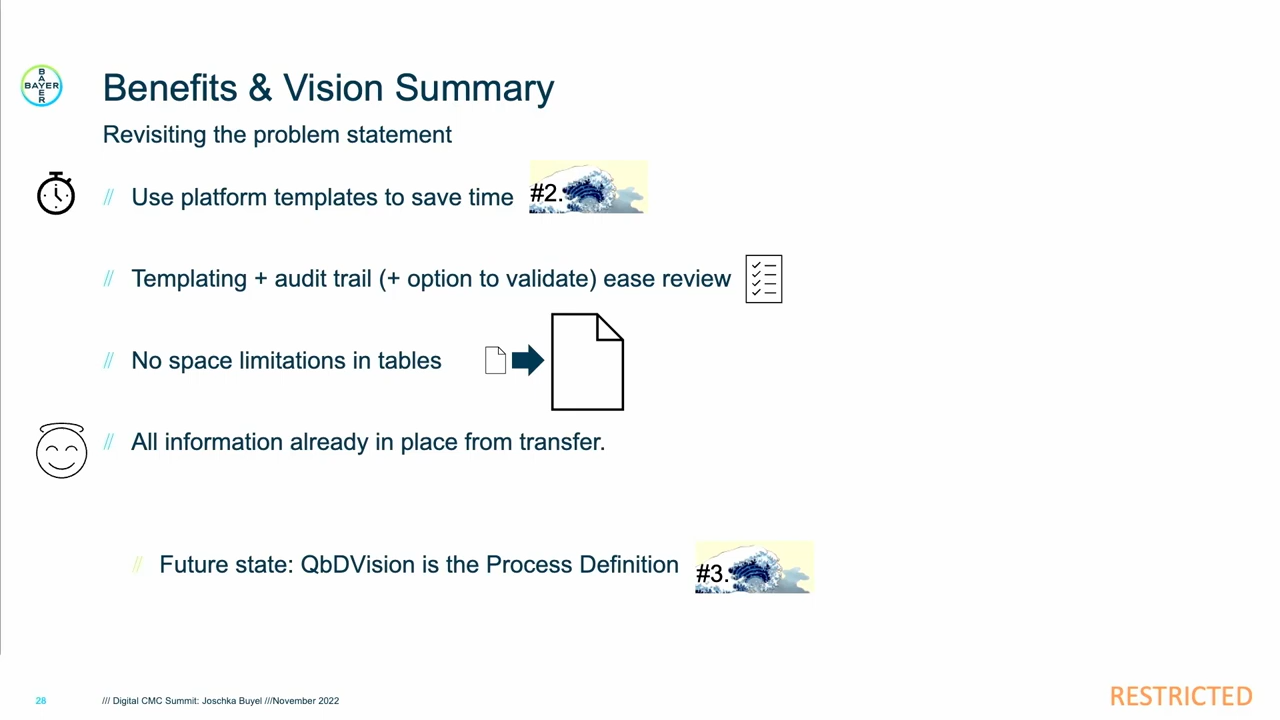 BAYER
BAYER
Benefits & Vision Summary
Revisiting the problem statement
// Use platform templates to save time #2.
// Templating + audit trail (+ option to validate) ease review
// No space limitations in tables
// All information already in place from transfer.
// Future state: QbDVision is the Process Definition #3.
28 /// Digital CMC Summit: Joschka Buyel ///November 2022
RESTRICTED